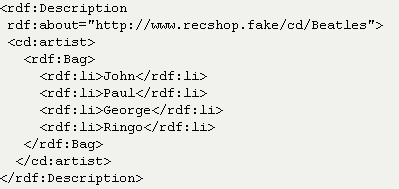 <rdf:Description
 rdf:about="http://www.recshop.fake/cd/Beatles">
 <cd:artist>
   <rdf:Bag>
     <rdf:li>John</rdf:li>
     <rdf:li>Paul</rdf:li>
     <rdf:li>George</rdf:li>
     <rdf:li>Ringo</rdf:li>
   </rdf:Bag>
  </cd:artist>
</rdf:Description>